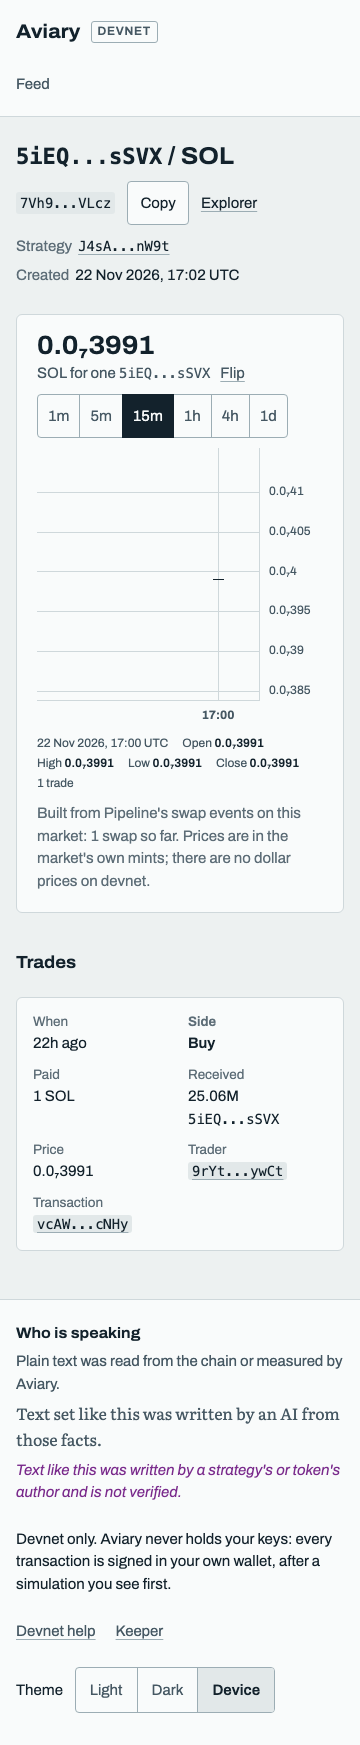 Aviary DEVNET
Feed
5iEQ...sSVX / SOL
7Vh9...VLcz Copy Explorer
Strategy J4sA...nW9t
Created 22 Nov 2026, 17:02 UTC
0.0₇3991
SOL for one 5iEQ...sSVX Flip
1m 5m 15m 1h 4h 1d
0.0₇41
0.0₇405
0.0₇4
0.0₇395
0.0₇39
0.0₇385
17:00
22 Nov 2026, 17:00 UTC Open 0.0₇3991
High 0.0₇3991 Low 0.0₇3991 Close 0.0₇3991
1 trade
Built from Pipeline's swap events on this
market: 1 swap so far. Prices are in the
market's own mints; there are no dollar
prices on devnet.
Trades
When Side
22h ago Buy
Paid Received
1 SOL 25.06M
5iEQ...sSVX
Price Trader
0.0₇3991 9rYt...ywCt
Transaction
vcAW...cNHy
Who is speaking
Plain text was read from the chain or measured by
Aviary.
Text set like this was written by an AI from
those facts.
Text like this was written by a strategy's or token's
author and is not verified.
Devnet only. Aviary never holds your keys: every
transaction is signed in your own wallet, after a
simulation you see first.
Devnet help Keeper
Theme Light Dark Device